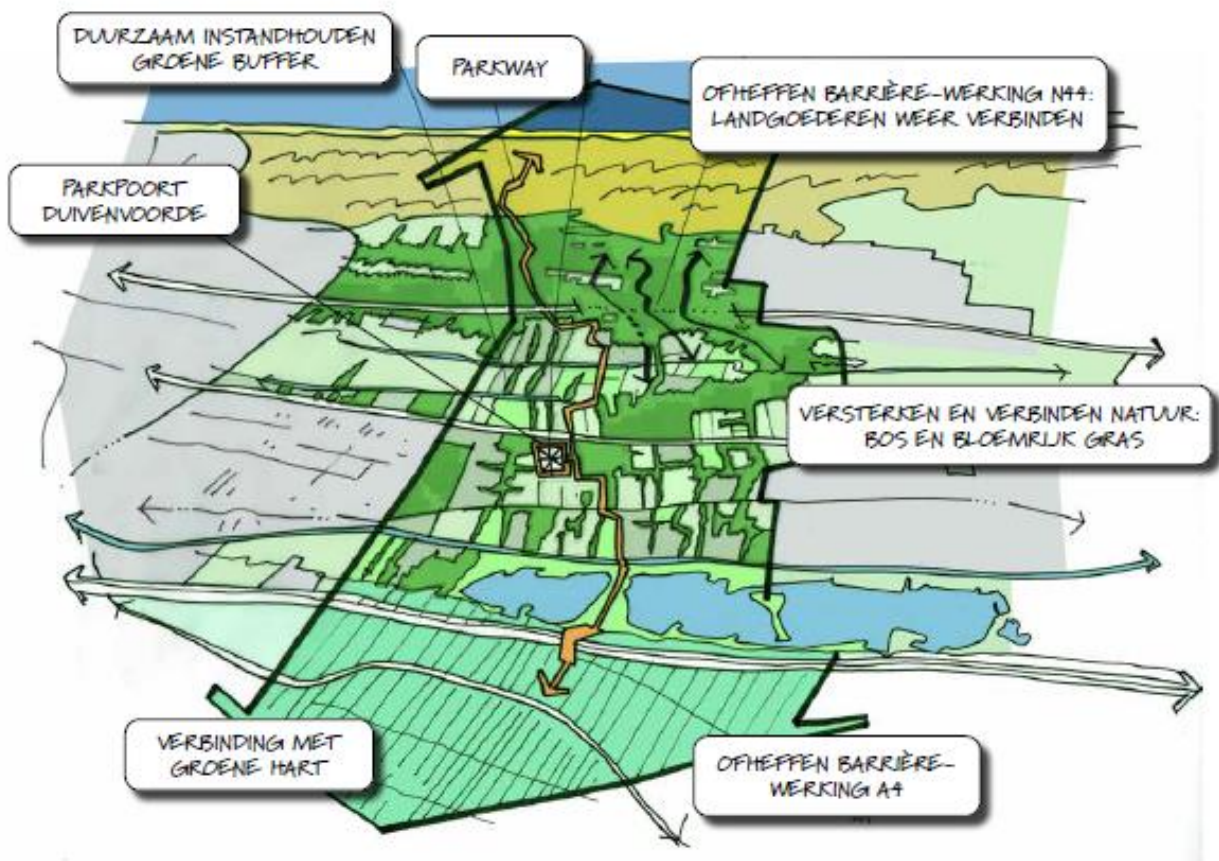 DUURZAAM INSTANDHOUDEN
GROENE BUFFER
PARKWAY
OFHEFFEN BARRIÈRE-WERKING N44:
LANDGOEDEREN WEER VERBINDEN
PARKPOORT
DUIVENVOORDE
VERSTERKEN EN VERBINDEN NATUUR:
BOS EN BLOEMRIJK GRAS
VERBINDING MET
GROENE HART
OFHEFFEN BARRIÈRE-
WERKING A4